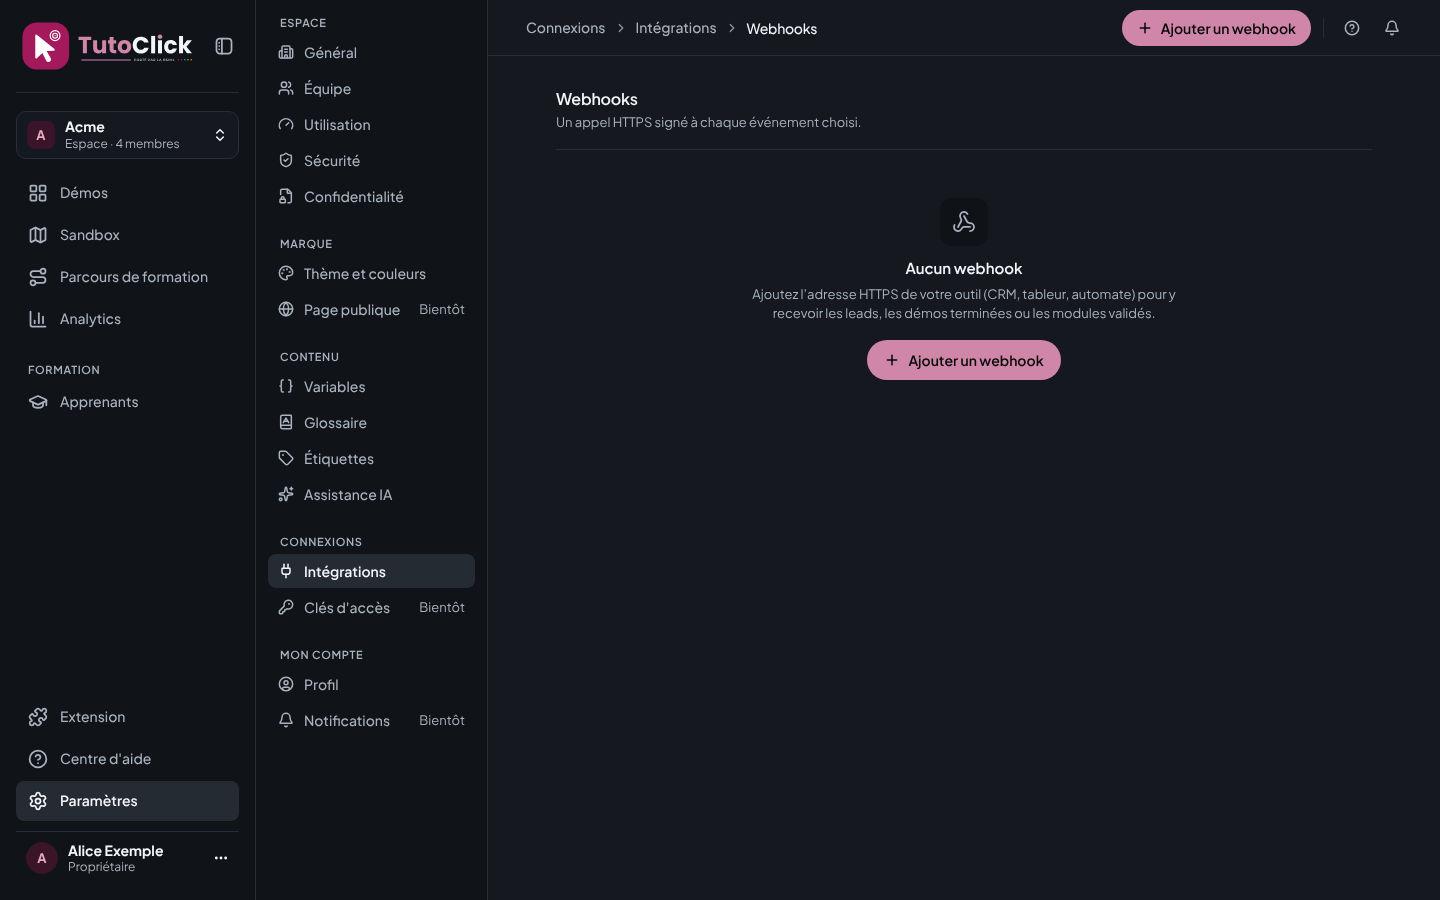 TutoClick
Acme
A
Espace · 4 membres
Démos
Sandbox
Parcours de formation
Analytics
FORMATION
Apprenants
Extension
Centre d'aide
Paramètres
A
Alice Exemple
Propriétaire
ESPACE
Général
Équipe
Utilisation
Sécurité
Confidentialité
MARQUE
Thème et couleurs
Page publique Bientôt
CONTENU
Variables
Glossaire
Étiquettes
Assistance IA
CONNEXIONS
Intégrations
Clés d'accès Bientôt
MON COMPTE
Profil
Notifications Bientôt
Connexions > Intégrations > Webhooks
+ Ajouter un webhook
Webhooks
Un appel HTTPS signé à chaque événement choisi.
Aucun webhook
Ajoutez l'adresse HTTPS de votre outil (CRM, tableur, automate) pour y
recevoir les leads, les démos terminées ou les modules validés.
+ Ajouter un webhook